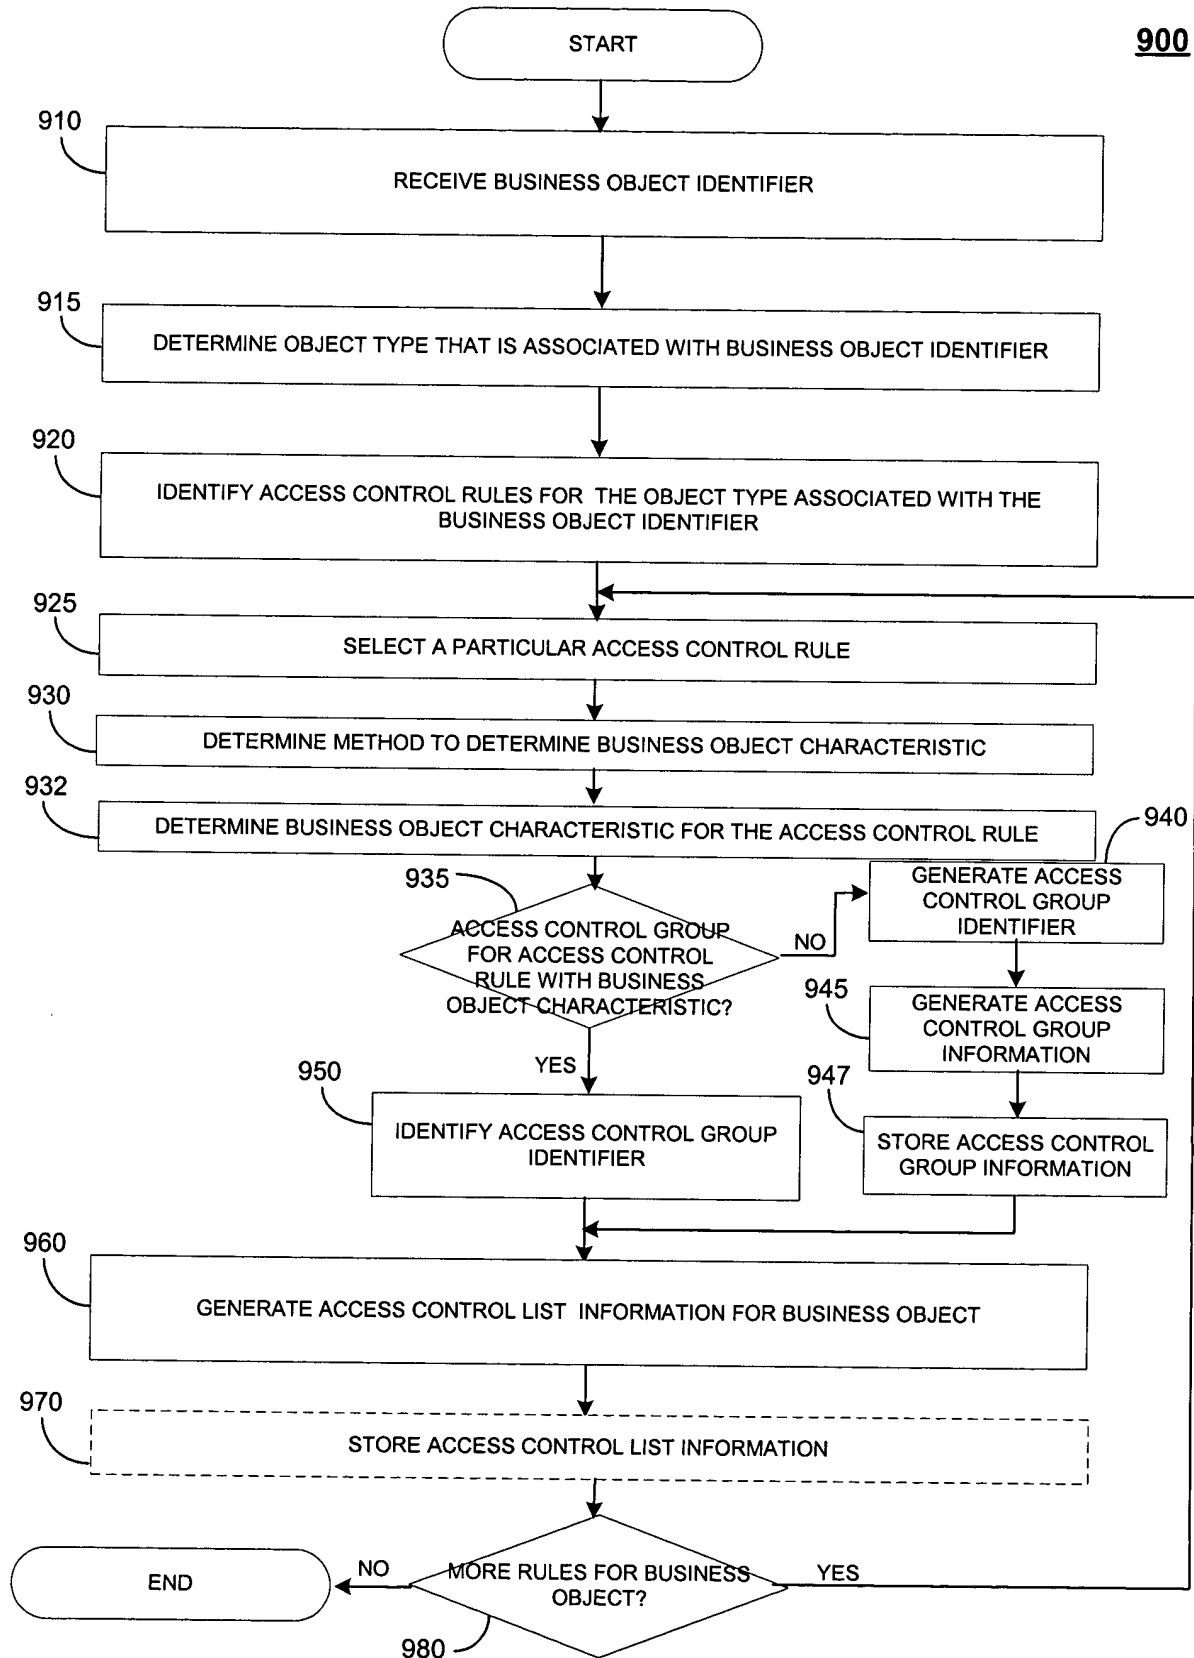 START
900
910
RECEIVE BUSINESS OBJECT IDENTIFIER
915
DETERMINE OBJECT TYPE THAT IS ASSOCIATED WITH BUSINESS OBJECT IDENTIFIER
920
IDENTIFY ACCESS CONTROL RULES FOR THE OBJECT TYPE ASSOCIATED WITH THE
BUSINESS OBJECT IDENTIFIER
925
SELECT A PARTICULAR ACCESS CONTROL RULE
930
DETERMINE METHOD TO DETERMINE BUSINESS OBJECT CHARACTERISTIC
932
DETERMINE BUSINESS OBJECT CHARACTERISTIC FOR THE ACCESS CONTROL RULE
940
935
GENERATE ACCESS
CONTROL GROUP
IDENTIFIER
ACCESS CONTROL GROUP
FOR ACCESS CONTROL
RULE WITH BUSINESS
OBJECT CHARACTERISTIC?
NO
945
GENERATE ACCESS
CONTROL GROUP
INFORMATION
YES
950
947
IDENTIFY ACCESS CONTROL GROUP
IDENTIFIER
STORE ACCESS CONTROL
GROUP INFORMATION
960
GENERATE ACCESS CONTROL LIST INFORMATION FOR BUSINESS OBJECT
970
STORE ACCESS CONTROL LIST INFORMATION
END
NO
MORE RULES FOR BUSINESS
OBJECT?
YES
980